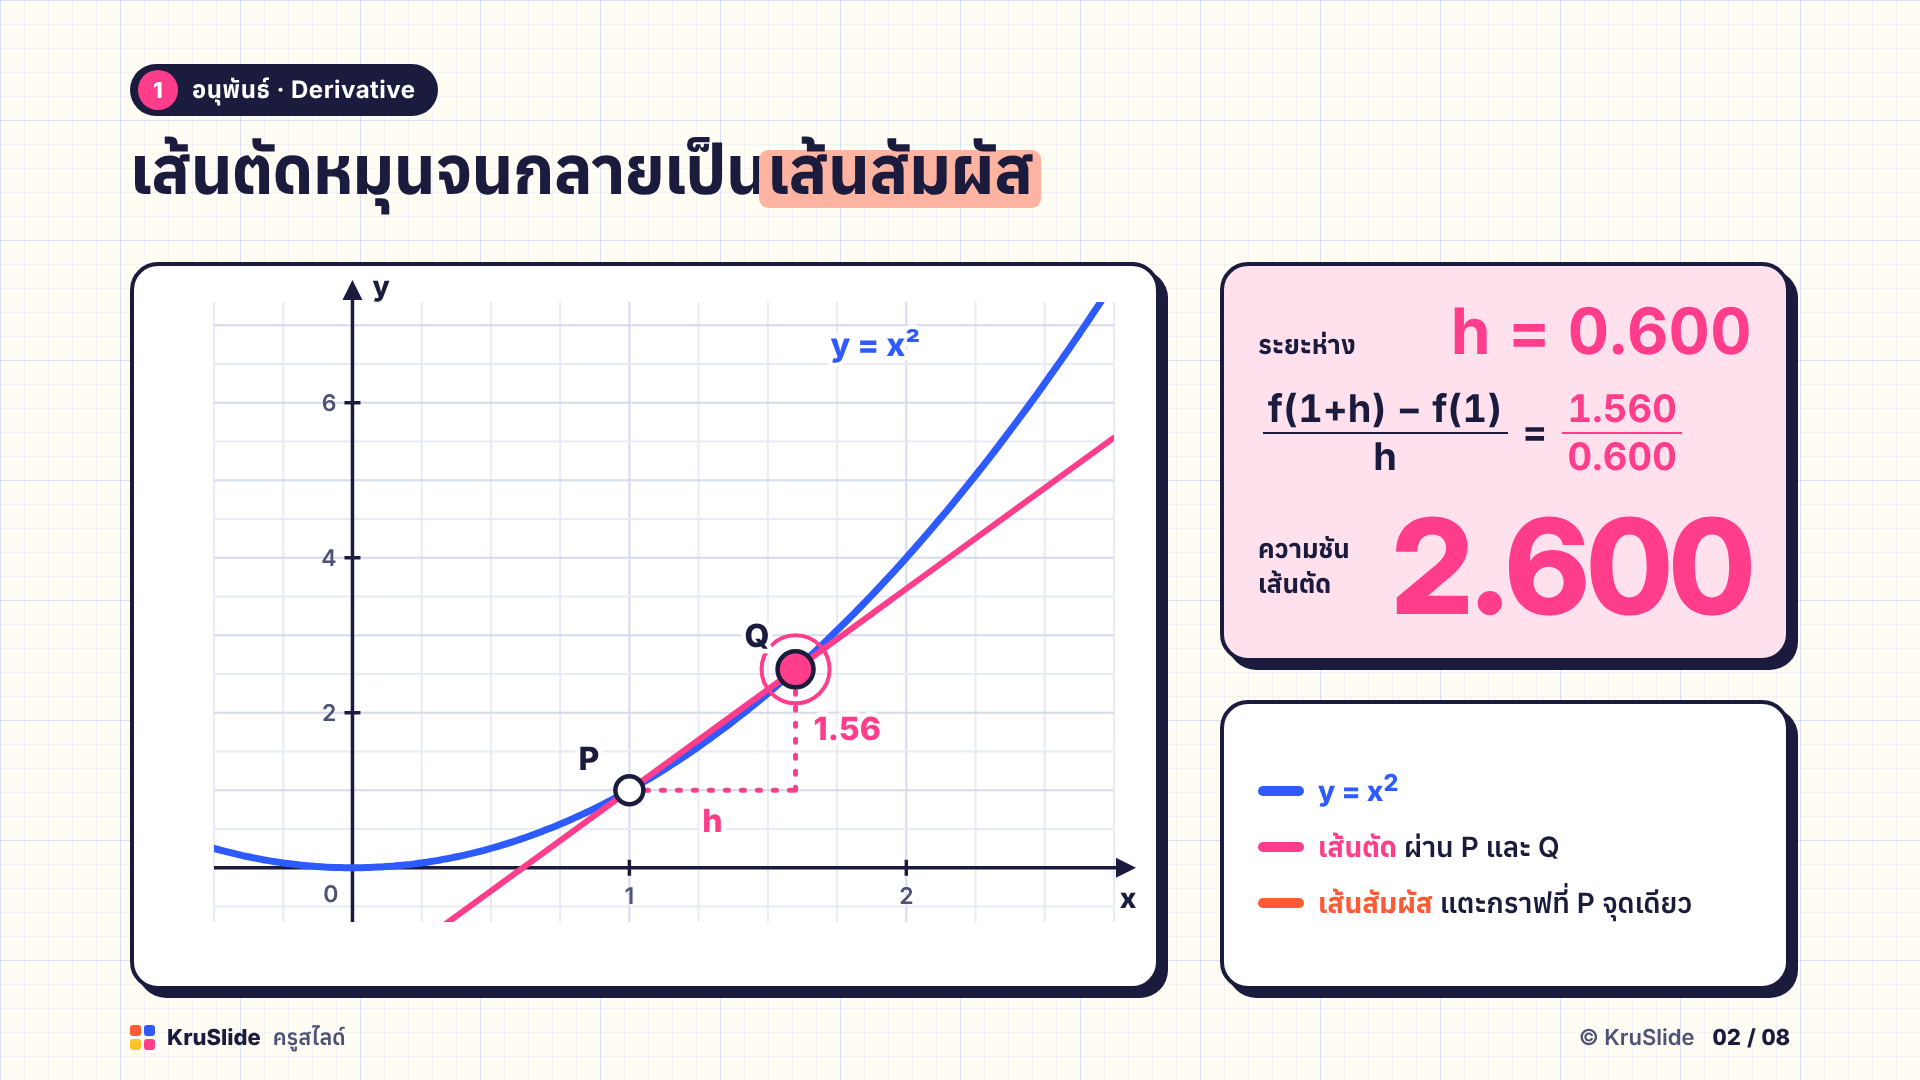 1 อนุพันธ์ · Derivative
เส้นตัดหมุนจนกลายเป็นเส้นสัมผัส
y
y = x²
6
4
2
Q
1.56
P
h
0
1
2
x
ระยะห่าง h = 0.600
f(1+h) – f(1)
h
=
1.560
0.600
ความชัน
เส้นตัด
2.600
y = x²
เส้นตัด ผ่าน P และ Q
เส้นสัมผัส แตะกราฟที่ P จุดเดียว
KruSlide ครูสไลด์
© KruSlide 02 / 08